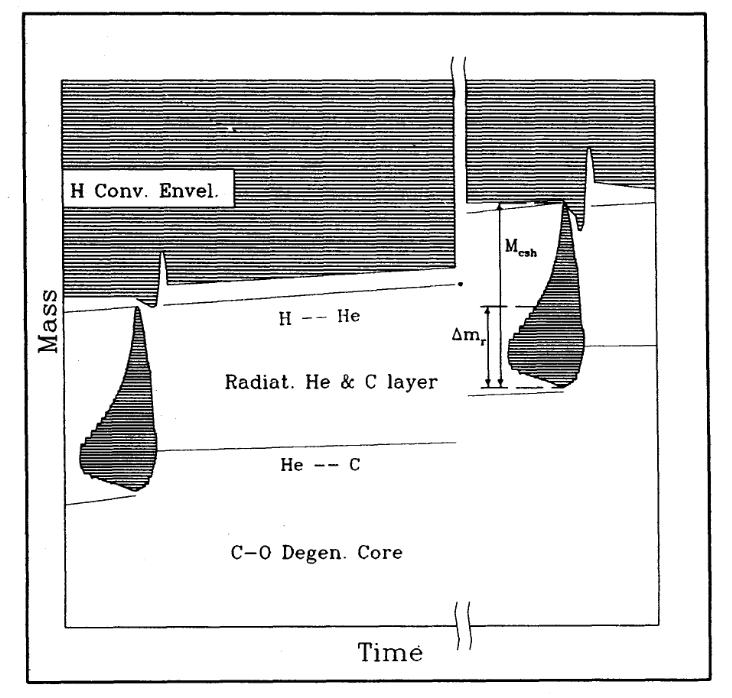 H Conv. Envel.
M_csh
H -- He
Δm_r
Radiat. He & C layer
He -- C
C-O Degen. Core
Mass
Time